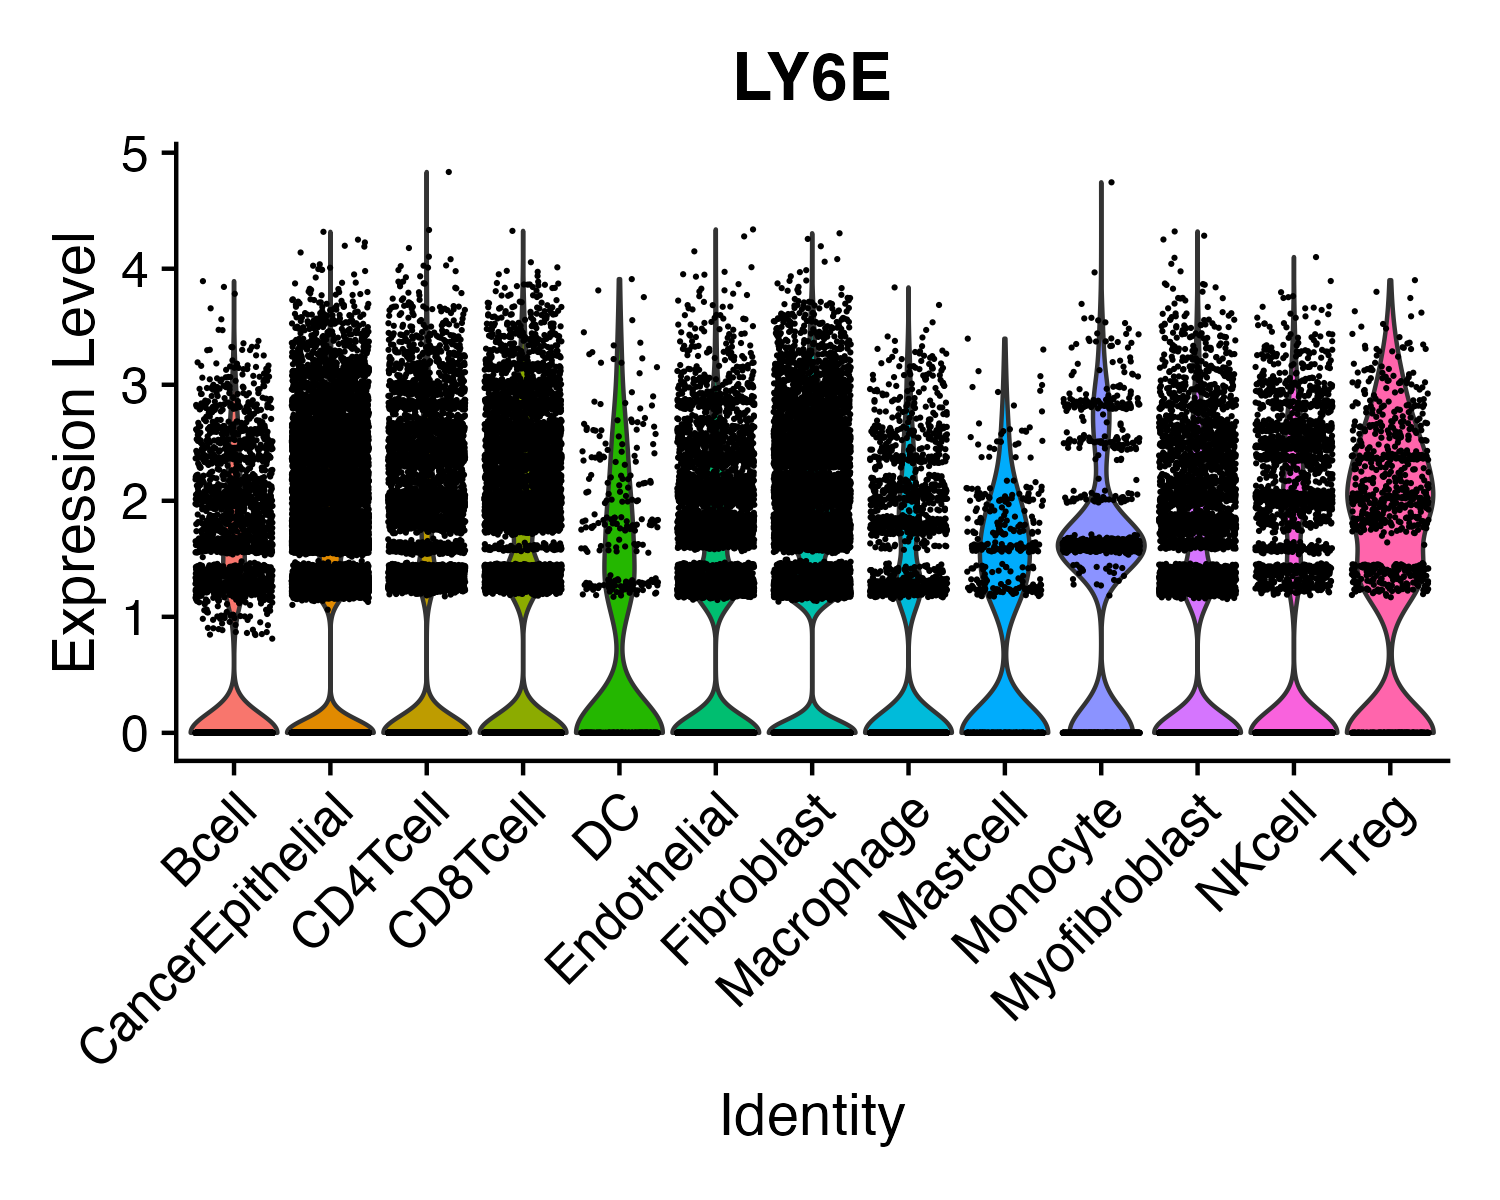 LY6E
Expression Level
5
4
3
2
1
0
Bcell
CancerEpithelial
CD4Tcell
CD8Tcell
DC
Endothelial
Fibroblast
Macrophage
Mastcell
Monocyte
Myofibroblast
NKcell
Treg
Identity